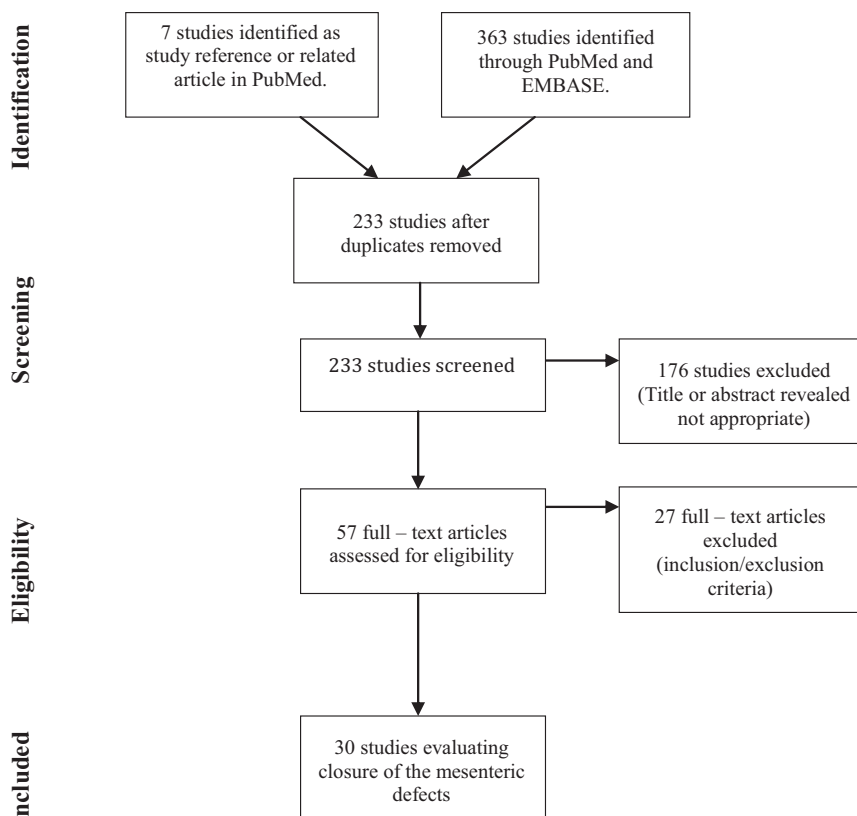 Identification
7 studies identified as
study reference or related
article in PubMed.
363 studies identified
through PubMed and
EMBASE.
233 studies after
duplicates removed
Screening
233 studies screened
176 studies excluded
(Title or abstract revealed
not appropriate)
Eligibility
57 full – text articles
assessed for eligibility
27 full – text articles
excluded
(inclusion/exclusion
criteria)
ncluded
30 studies evaluating
closure of the mesenteric
defects